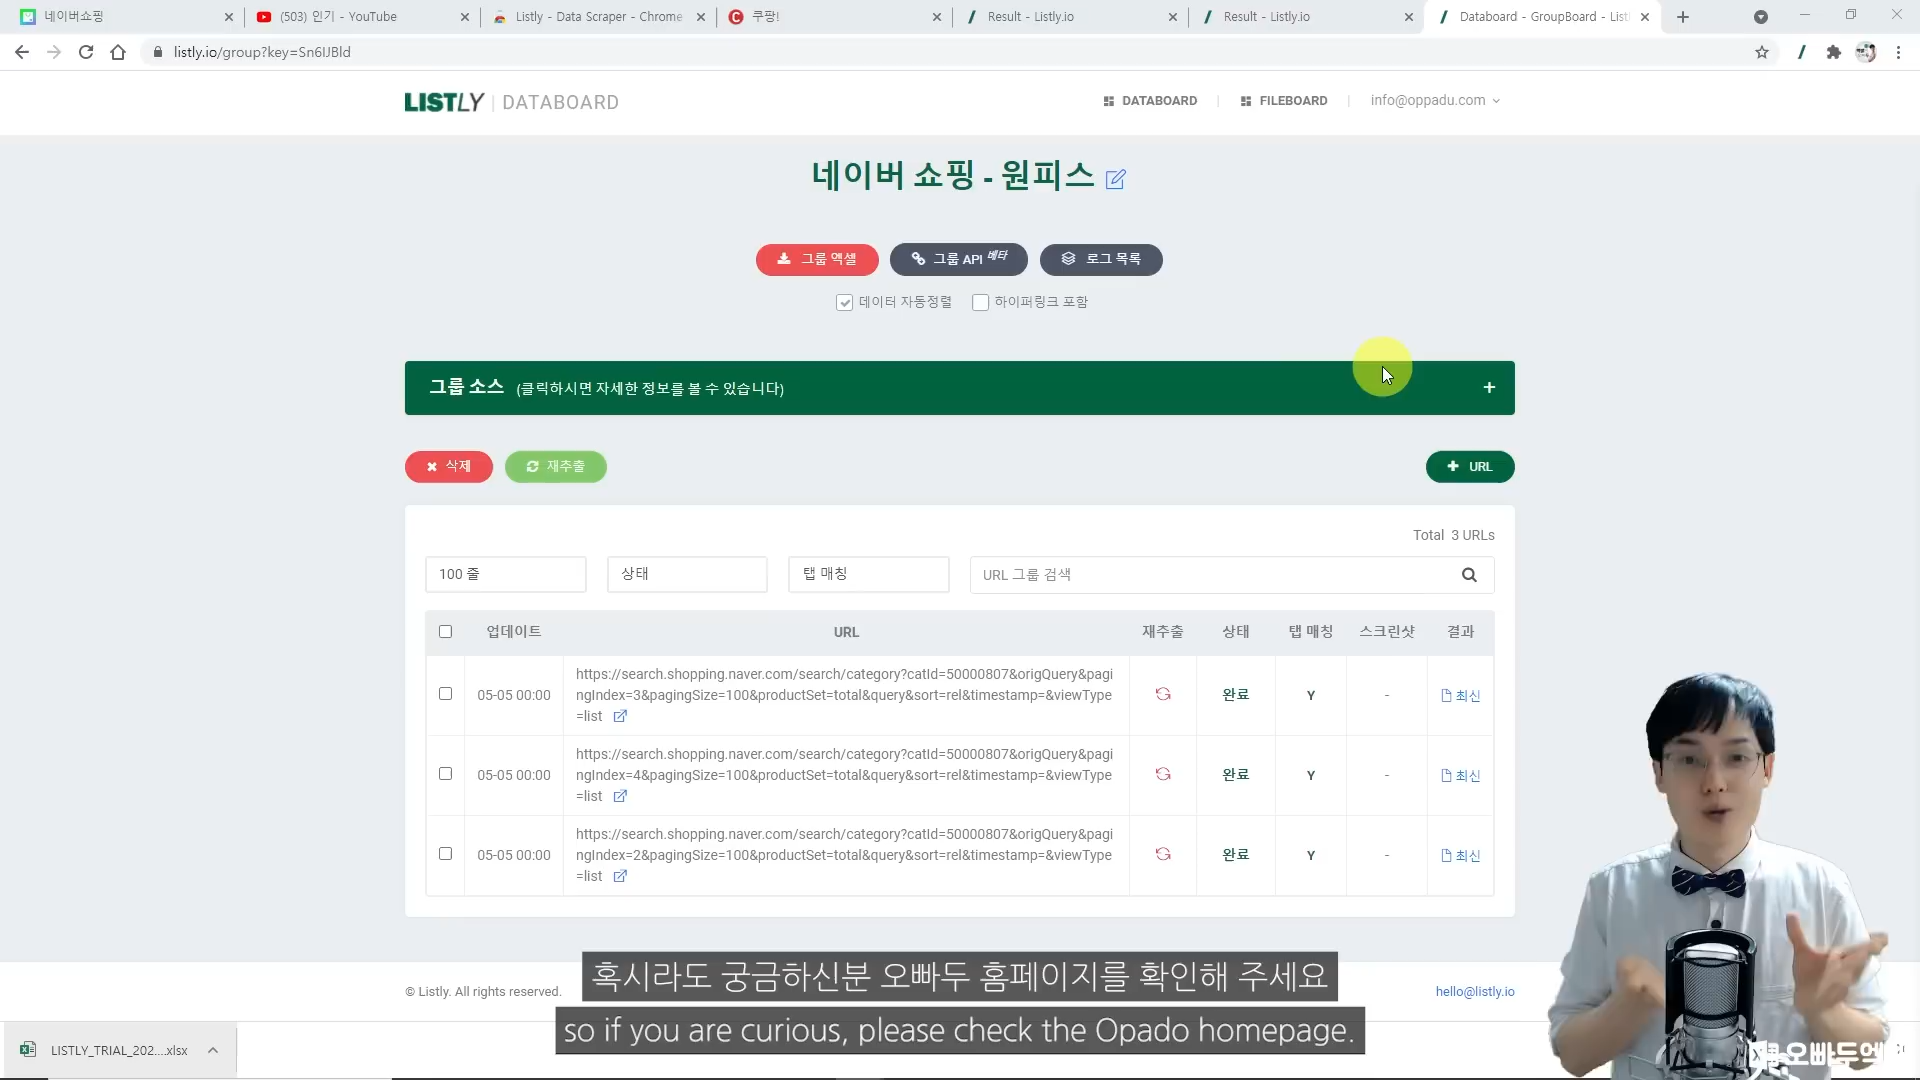 네이버쇼핑
(503) 인기 - YouTube
Listly - Data Scraper - Chrome
쿠팡!
Result - Listly.io
Result - Listly.io
Databoard - GroupBoard - List
listly.io/group?key=Sn6IJBld
LISTLY | DATABOARD
DATABOARD
FILEBOARD
info@oppadu.com
네이버 쇼핑 - 원피스
그룹 엑셀
그룹 API 베타
로그 목록
데이터 자동정렬
하이퍼링크 포함
그룹 소스 (클릭하시면 자세한 정보를 볼 수 있습니다)
+
삭제
재추출
URL
Total 3 URLs
100 줄
상태
탭 매칭
URL 그룹 검색
업데이트 URL 재추출 상태 탭 매칭 스크린샷 결과
https://search.shopping.naver.com/search/category?catId=50000807&origQuery&pagi
05-05 00:00 ngIndex=3&pagingSize=100&productSet=total&query&sort=rel&timestamp=&viewType 완료 Y - 최신
=list
https://search.shopping.naver.com/search/category?catId=50000807&origQuery&pagi
05-05 00:00 ngIndex=4&pagingSize=100&productSet=total&query&sort=rel&timestamp=&viewType 완료 Y - 최신
=list
https://search.shopping.naver.com/search/category?catId=50000807&origQuery&pagi
05-05 00:00 ngIndex=2&pagingSize=100&productSet=total&query&sort=rel&timestamp=&viewType 완료 Y - 최신
=list
혹시라도 궁금하신분 오빠두 홈페이지를 확인해 주세요
© Listly. All rights reserved.
hello@listly.io
so if you are curious, please check the Opado homepage.
LISTLY_TRIAL_202....xlsx